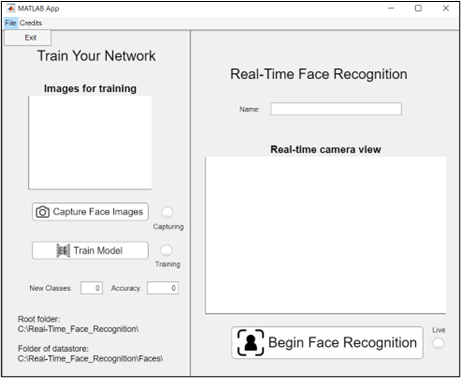 MATLAB App
File Credits
Exit
Train Your Network
Images for training
Capture Face Images
Capturing
Train Model
Training
New Classes: 0 Accuracy: 0
Root folder:
C:\Real-Time_Face_Recognition\
Folder of datastore:
C:\Real-Time_Face_Recognition\Faces\
Real-Time Face Recognition
Name:
Real-time camera view
Begin Face Recognition
Live